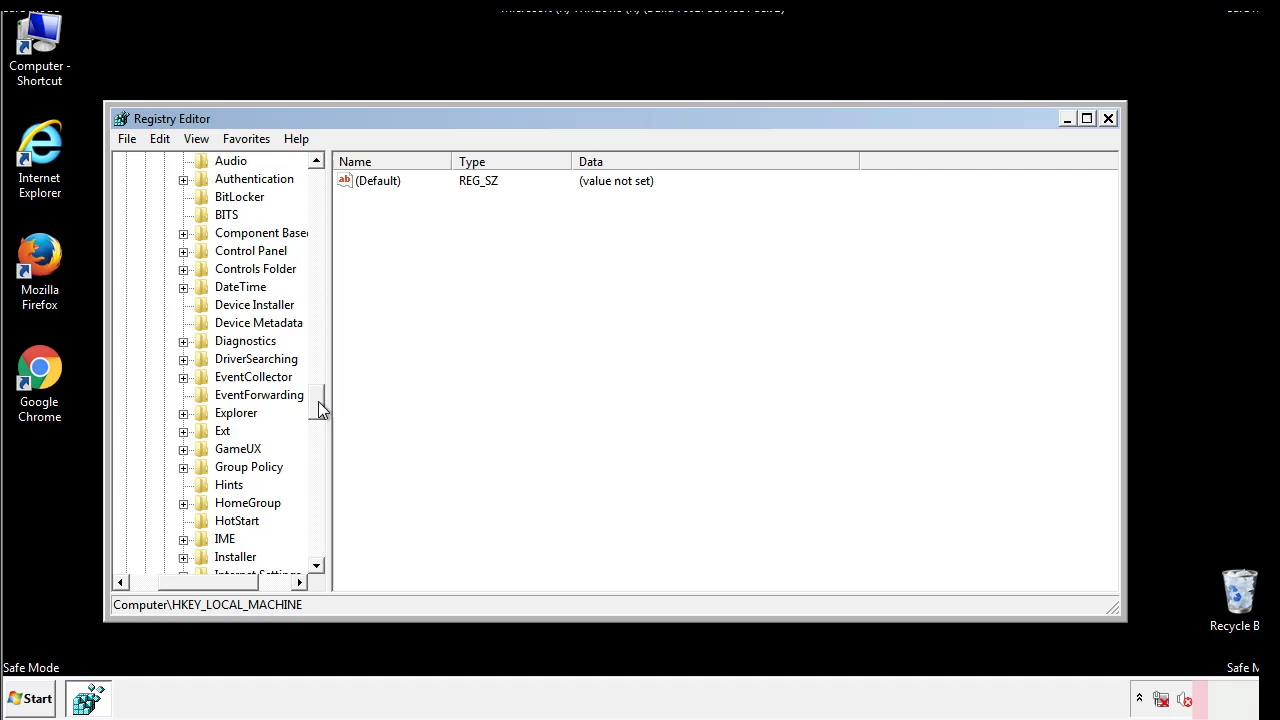 Computer -
Shortcut
Internet
Explorer
Mozilla
Firefox
Google
Chrome
Registry Editor
File Edit View Favorites Help
Audio
Authentication
BitLocker
BITS
Component Base
Control Panel
Controls Folder
DateTime
Device Installer
Device Metadata
Diagnostics
DriverSearching
EventCollector
EventForwarding
Explorer
Ext
GameUX
Group Policy
Hints
HomeGroup
HotStart
IME
Installer
Internet Settings
Name Type Data
(Default) REG_SZ (value not set)
Computer\HKEY_LOCAL_MACHINE
Recycle B
Safe Mode
Safe M
Start